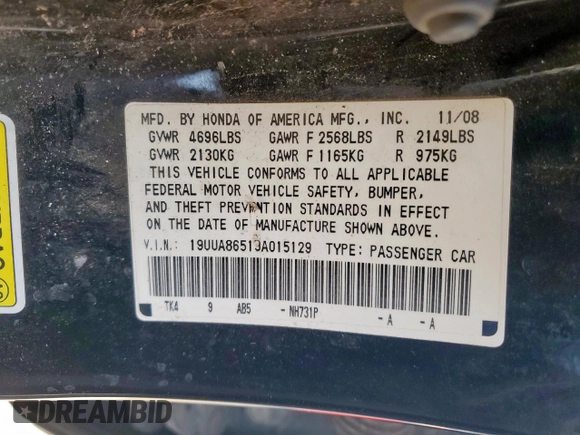 MFD. BY HONDA OF AMERICA MFG., INC. 11/08
GVWR 4696LBS GAWR F 2568LBS R 2149LBS
GVWR 2130KG GAWR F 1165KG R 975KG
THIS VEHICLE CONFORMS TO ALL APPLICABLE
FEDERAL MOTOR VEHICLE SAFETY, BUMPER,
AND THEFT PREVENTION STANDARDS IN EFFECT
ON THE DATE OF MANUFACTURE SHOWN ABOVE.
V.I.N.: 19UUA86519A015129 TYPE: PASSENGER CAR
TK4 9 AB5 - NH731P - A - A
DREAMBID